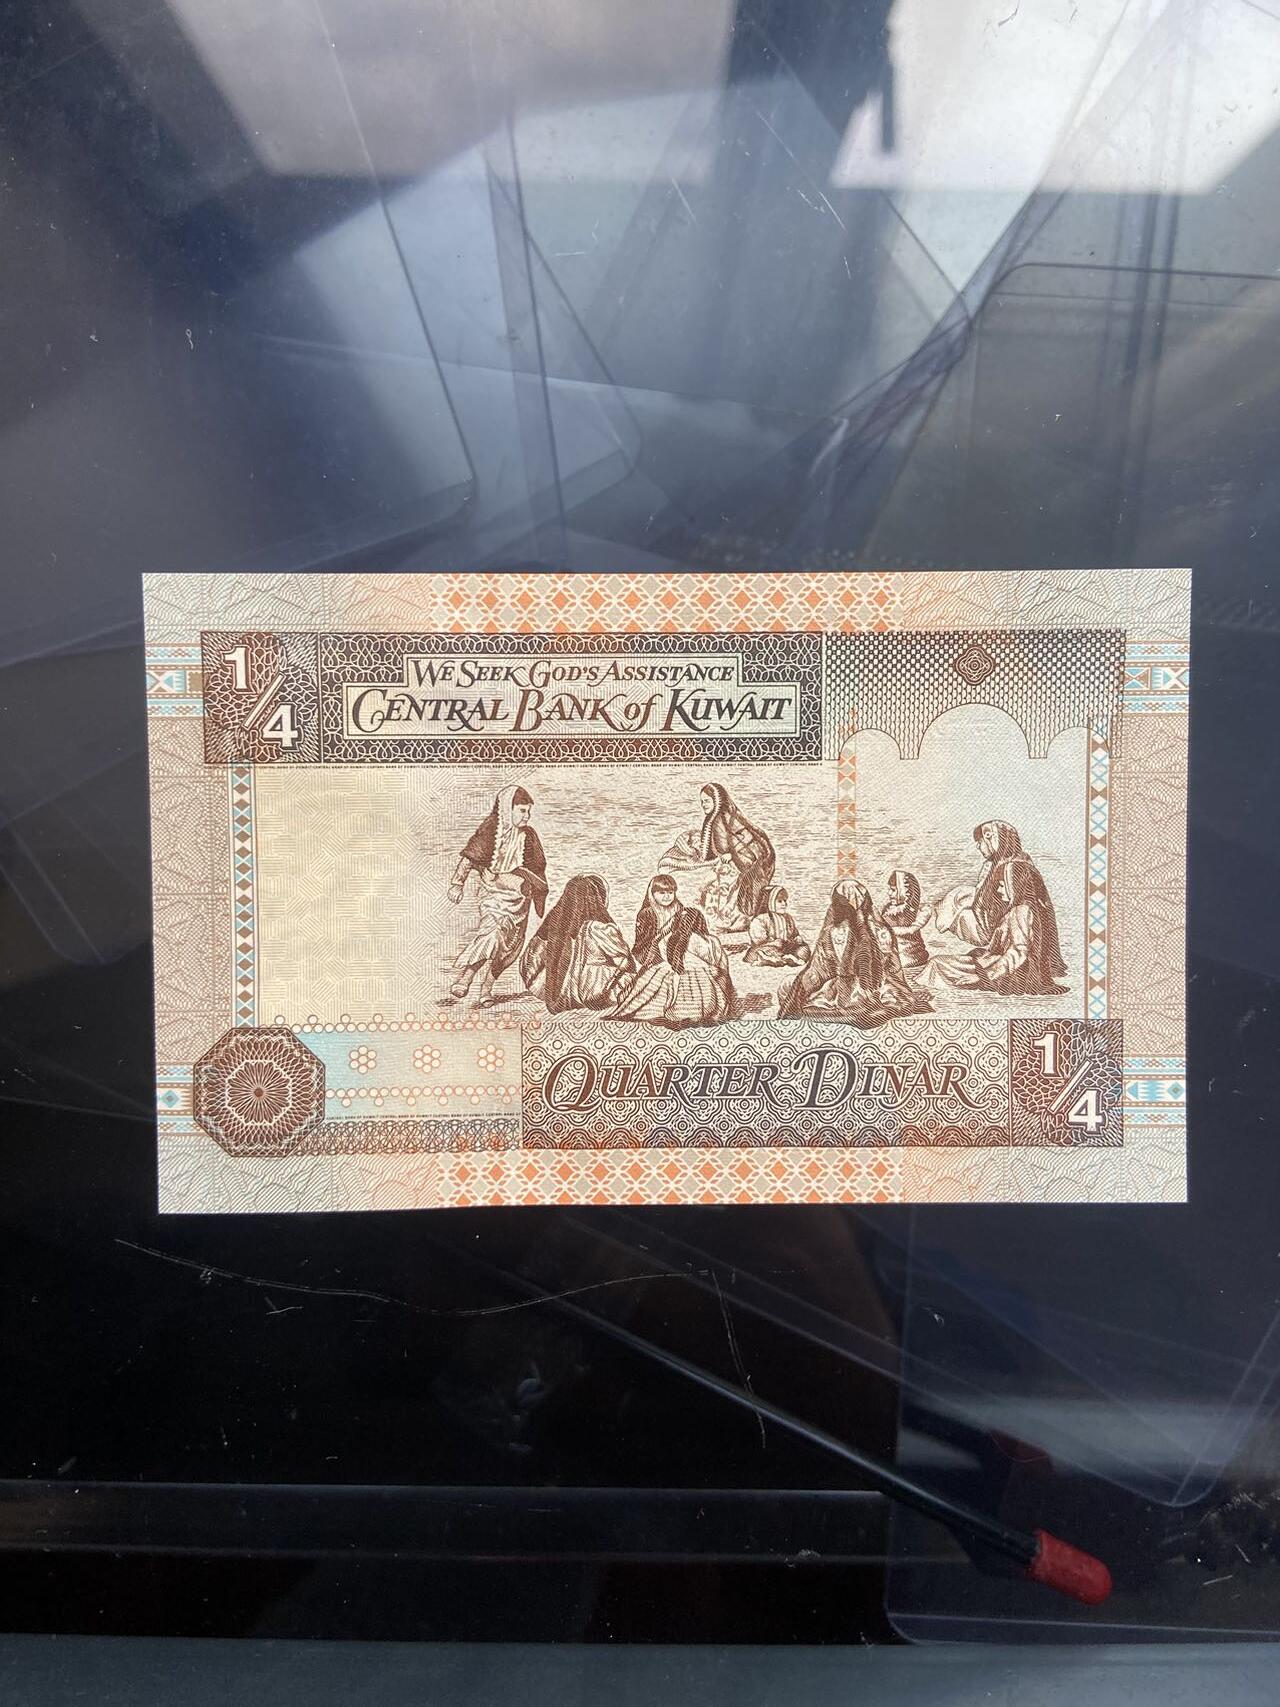 1/4
We Seek God's Assistance
Central Bank of Kuwait
Quarter Dinar
1/4